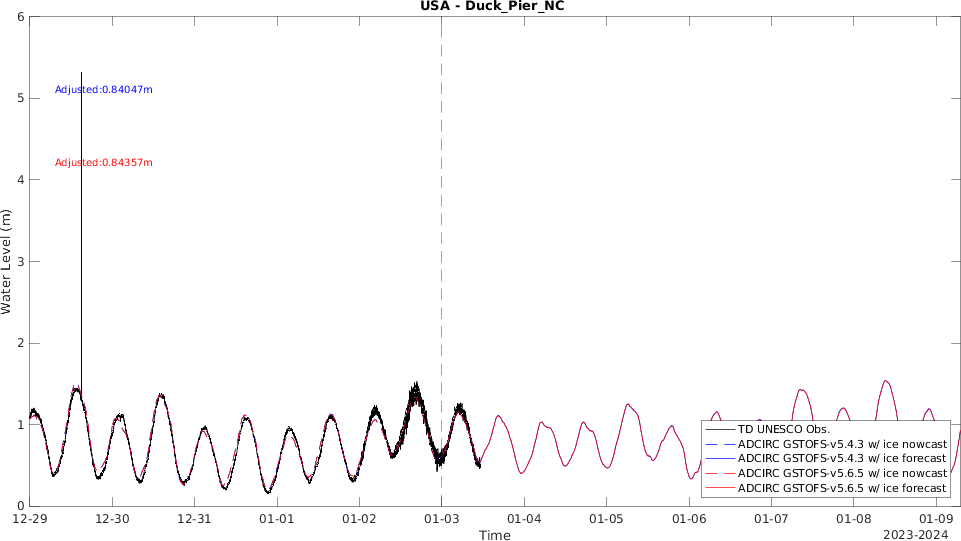 USA - Duck_Pier_NC
6
5
4
3
2
1
0
Water Level (m)
Adjusted:0.84047m
Adjusted:0.84357m
TD UNESCO Obs.
ADCIRC GSTOFS-v5.4.3 w/ ice nowcast
ADCIRC GSTOFS-v5.4.3 w/ ice forecast
ADCIRC GSTOFS-v5.6.5 w/ ice nowcast
ADCIRC GSTOFS-v5.6.5 w/ ice forecast
12-29 12-30 12-31 01-01 01-02 01-03 01-04 01-05 01-06 01-07 01-08 01-09
Time
2023-2024